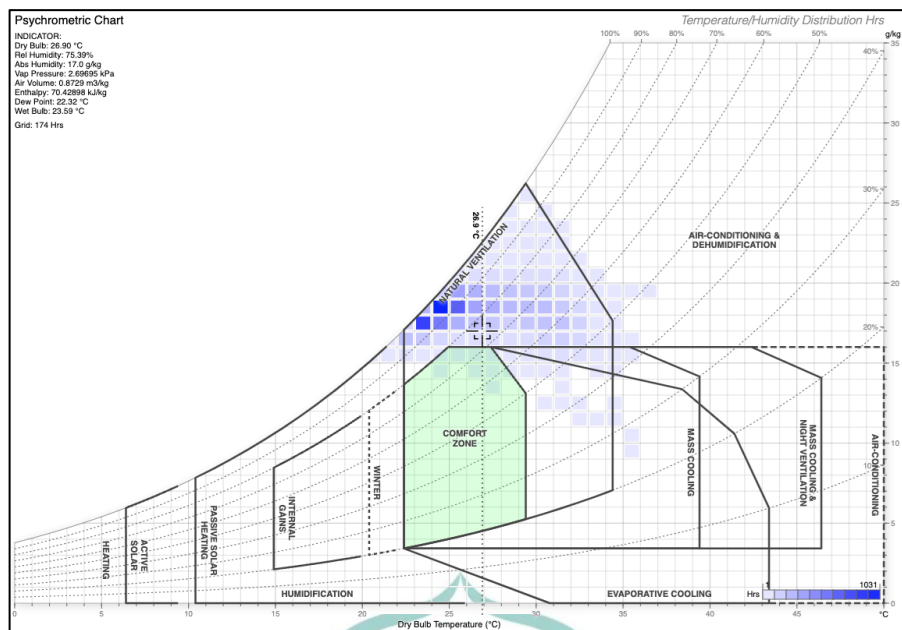 Psychrometric Chart
Temperature/Humidity Distribution Hrs
INDICATOR:
Dry Bulb: 26.90 °C
Rel Humidity: 75.39%
Abs Humidity: 17.0 g/kg
Vap Pressure: 2.69695 kPa
Air Volume: 0.8729 m3/kg
Enthalpy: 70.42898 kJ/kg
Dew Point: 22.32 °C
Wet Bulb: 23.59 °C
Grid: 174 Hrs
100% 90% 80% 70% 60% 50% g/kg
35
40%
30
30%
25
26.9 °C
NATURAL VENTILATION
AIR-CONDITIONING &
DEHUMIDIFICATION
20
20%
15
COMFORT
ZONE
10
10%
HEATING
ACTIVE
SOLAR
PASSIVE SOLAR
HEATING
INTERNAL
GAINS
WINTER
MASS COOLING
MASS COOLING &
NIGHT VENTILATION
AIR-CONDITIONING
5
HUMIDIFICATION
EVAPORATIVE COOLING
Hrs 1 1031
0
0 5 10 15 20 25 30 35 40 45 °C
Dry Bulb Temperature (°C)